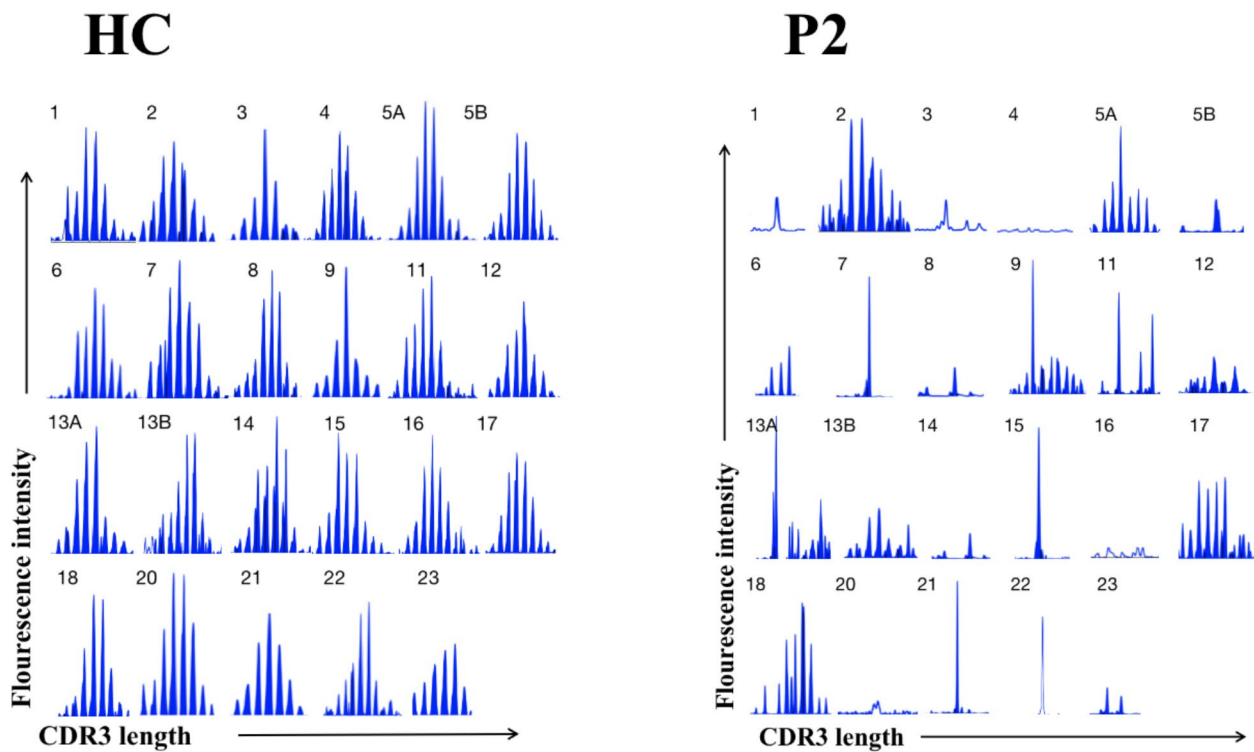 HC
P2
1 2 3 4 5A 5B
6 7 8 9 11 12
13A 13B 14 15 16 17
18 20 21 22 23
Flourescence intensity
CDR3 length
1 2 3 4 5A 5B
6 7 8 9 11 12
13A 13B 14 15 16 17
18 20 21 22 23
Flourescence intensity
CDR3 length